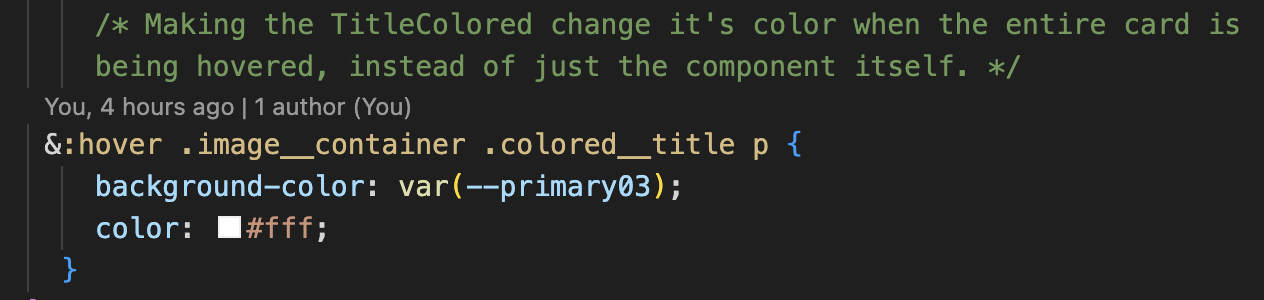 /* Making the TitleColored change it's color when the entire card is
being hovered, instead of just the component itself. */
You, 4 hours ago | 1 author (You)
&:hover .image__container .colored__title p {
background-color: var(--primary03);
color: #fff;
}